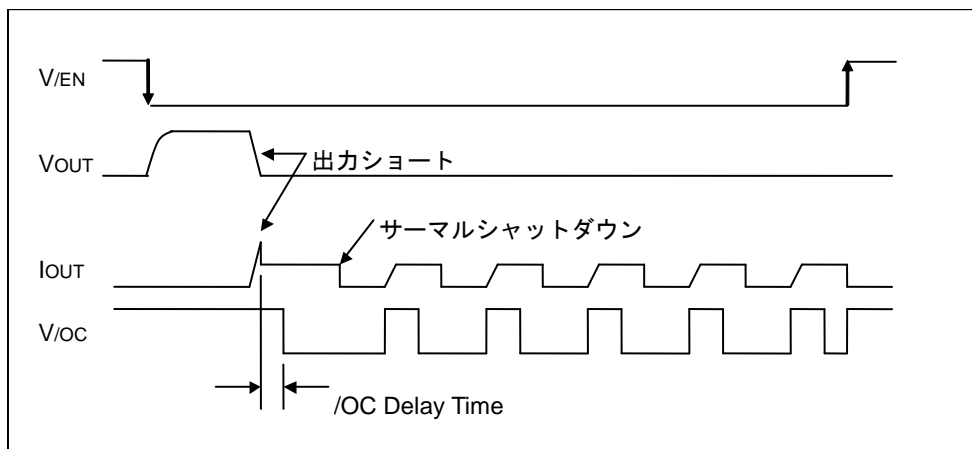 V/EN
VOUT
出力ショート
サーマルシャットダウン
IOUT
V/OC
/OC Delay Time